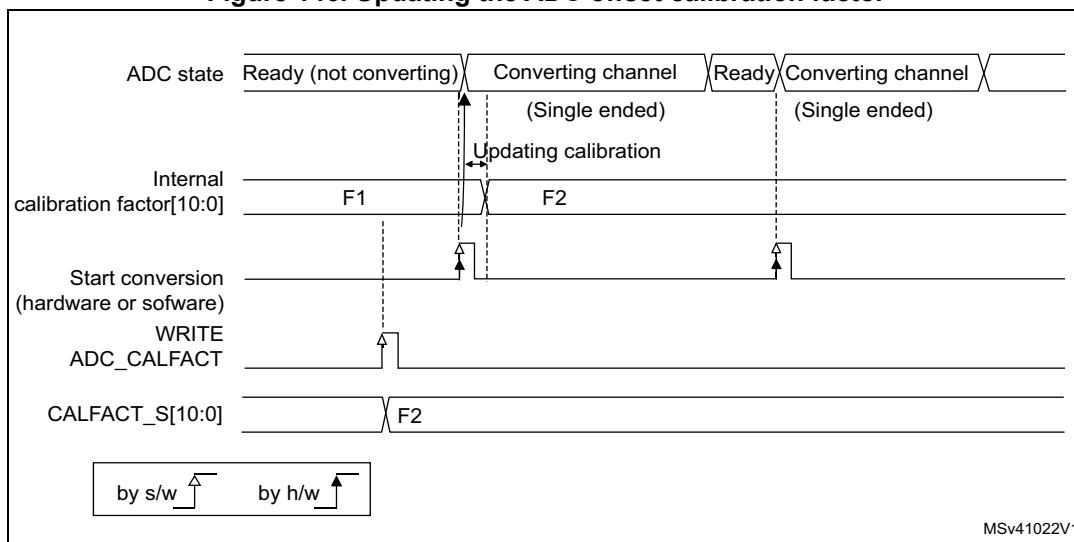 ADC state
Ready (not converting)
Converting channel
Ready
Converting channel
(Single ended)
(Single ended)
Updating calibration
Internal
calibration factor[10:0]
F1
F2
Start conversion
(hardware or sofware)
WRITE
ADC_CALFACT
CALFACT_S[10:0]
F2
by s/w
by h/w